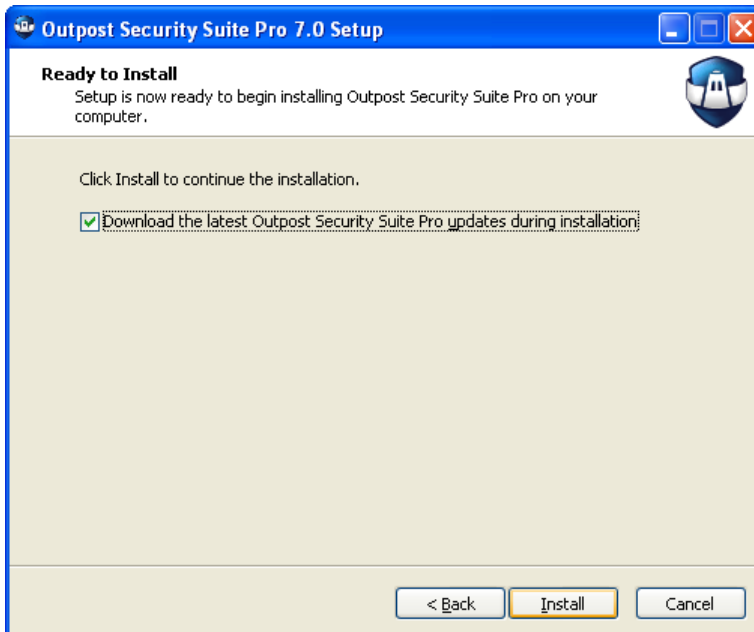 Outpost Security Suite Pro 7.0 Setup
Ready to Install
Setup is now ready to begin installing Outpost Security Suite Pro on your
computer.
Click Install to continue the installation.
Download the latest Outpost Security Suite Pro updates during installation
< Back Install Cancel